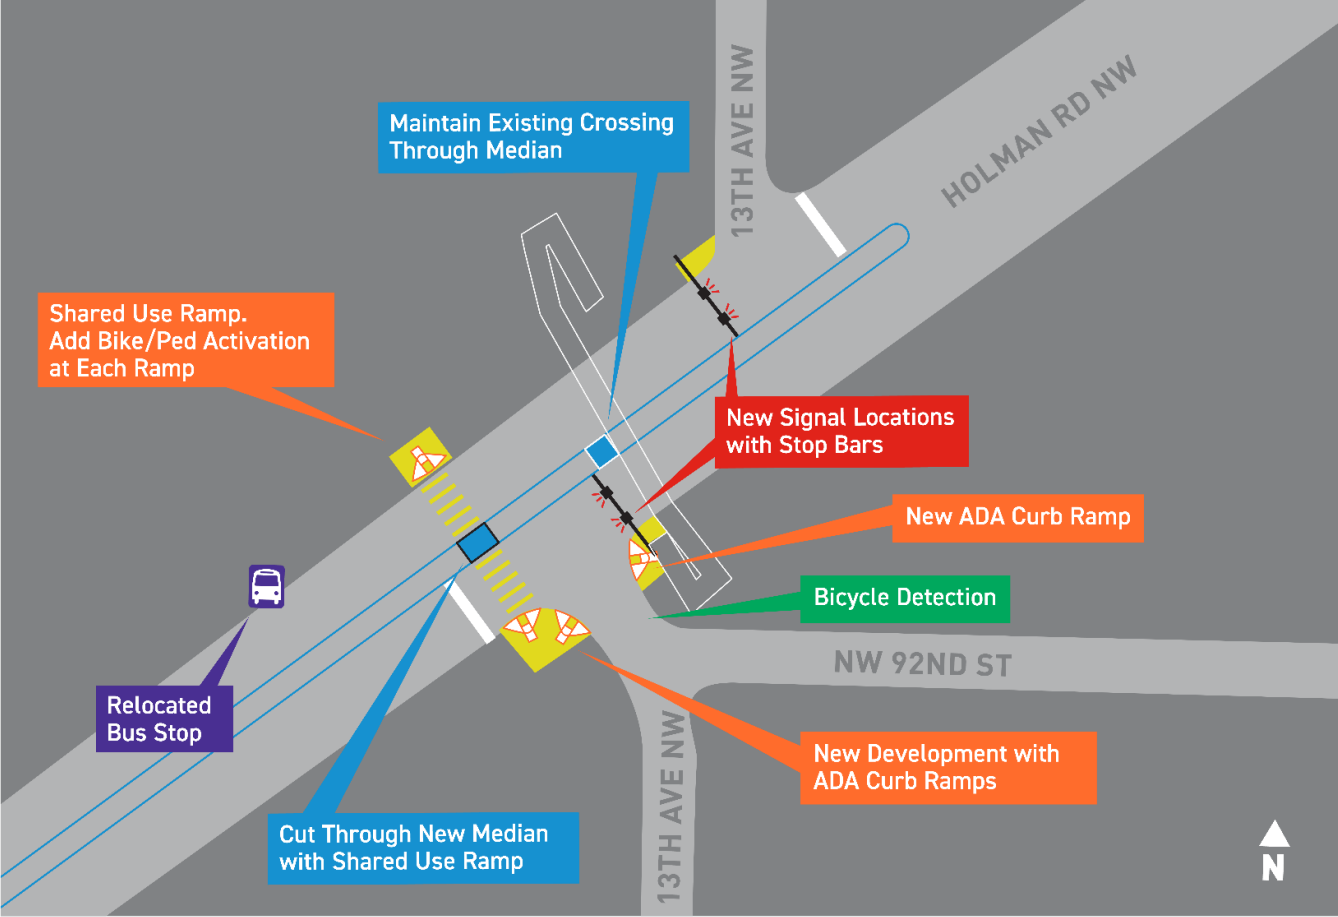 13TH AVE NW
HOLMAN RD NW
Maintain Existing Crossing
Through Median
Shared Use Ramp.
Add Bike/Ped Activation
at Each Ramp
New Signal Locations
with Stop Bars
New ADA Curb Ramp
Bicycle Detection
NW 92ND ST
Relocated
Bus Stop
New Development with
ADA Curb Ramps
13TH AVE NW
Cut Through New Median
with Shared Use Ramp
N